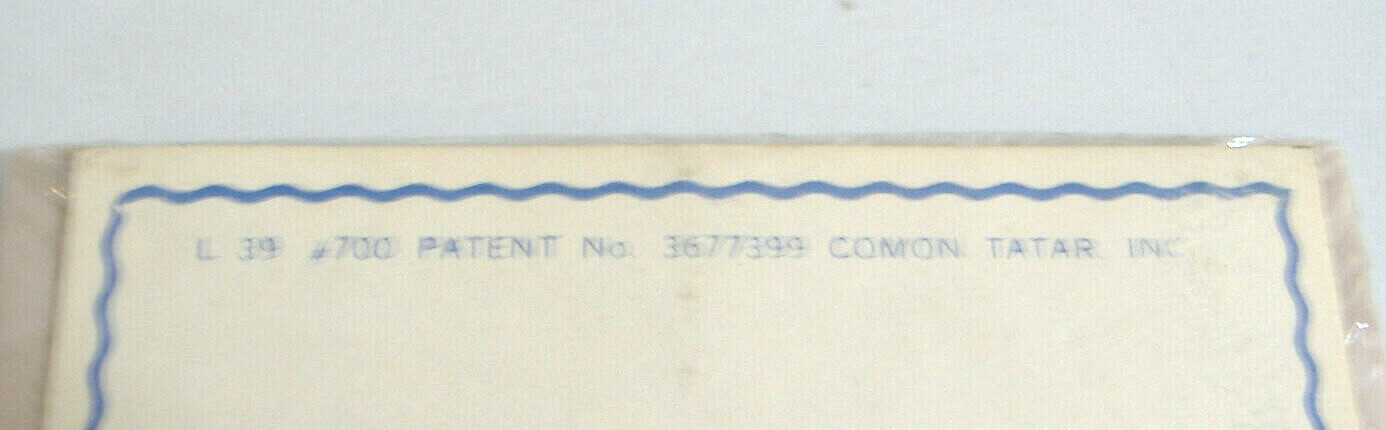 L 39 #700 PATENT No. 3677399 COMON TATAR, INC